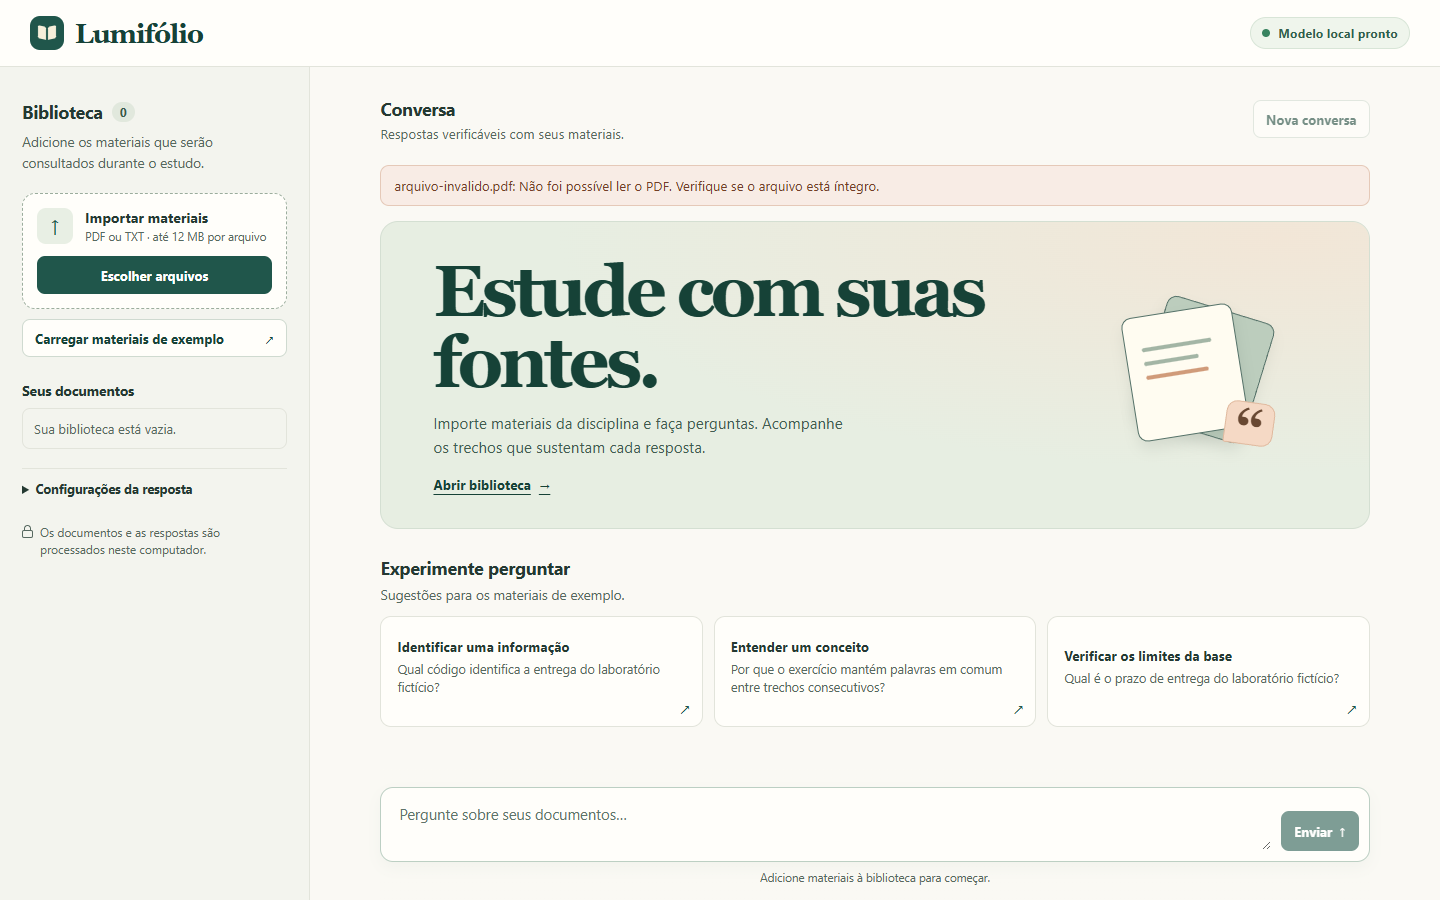 Lumifólio
Modelo local pronto
Biblioteca 0
Adicione os materiais que serão
consultados durante o estudo.
↑
Importar materiais
PDF ou TXT · até 12 MB por arquivo
Escolher arquivos
Carregar materiais de exemplo ↗
Seus documentos
Sua biblioteca está vazia.
▶ Configurações da resposta
Os documentos e as respostas são
processados neste computador.
Conversa
Respostas verificáveis com seus materiais.
Nova conversa
arquivo-invalido.pdf: Não foi possível ler o PDF. Verifique se o arquivo está íntegro.
Estude com suas
fontes.
Importe materiais da disciplina e faça perguntas. Acompanhe
os trechos que sustentam cada resposta.
Abrir biblioteca →
“
Experimente perguntar
Sugestões para os materiais de exemplo.
Identificar uma informação
Qual código identifica a entrega do laboratório
fictício?
↗
Entender um conceito
Por que o exercício mantém palavras em comum
entre trechos consecutivos?
↗
Verificar os limites da base
Qual é o prazo de entrega do laboratório fictício?
↗
Pergunte sobre seus documentos...
Enviar ↑
Adicione materiais à biblioteca para começar.